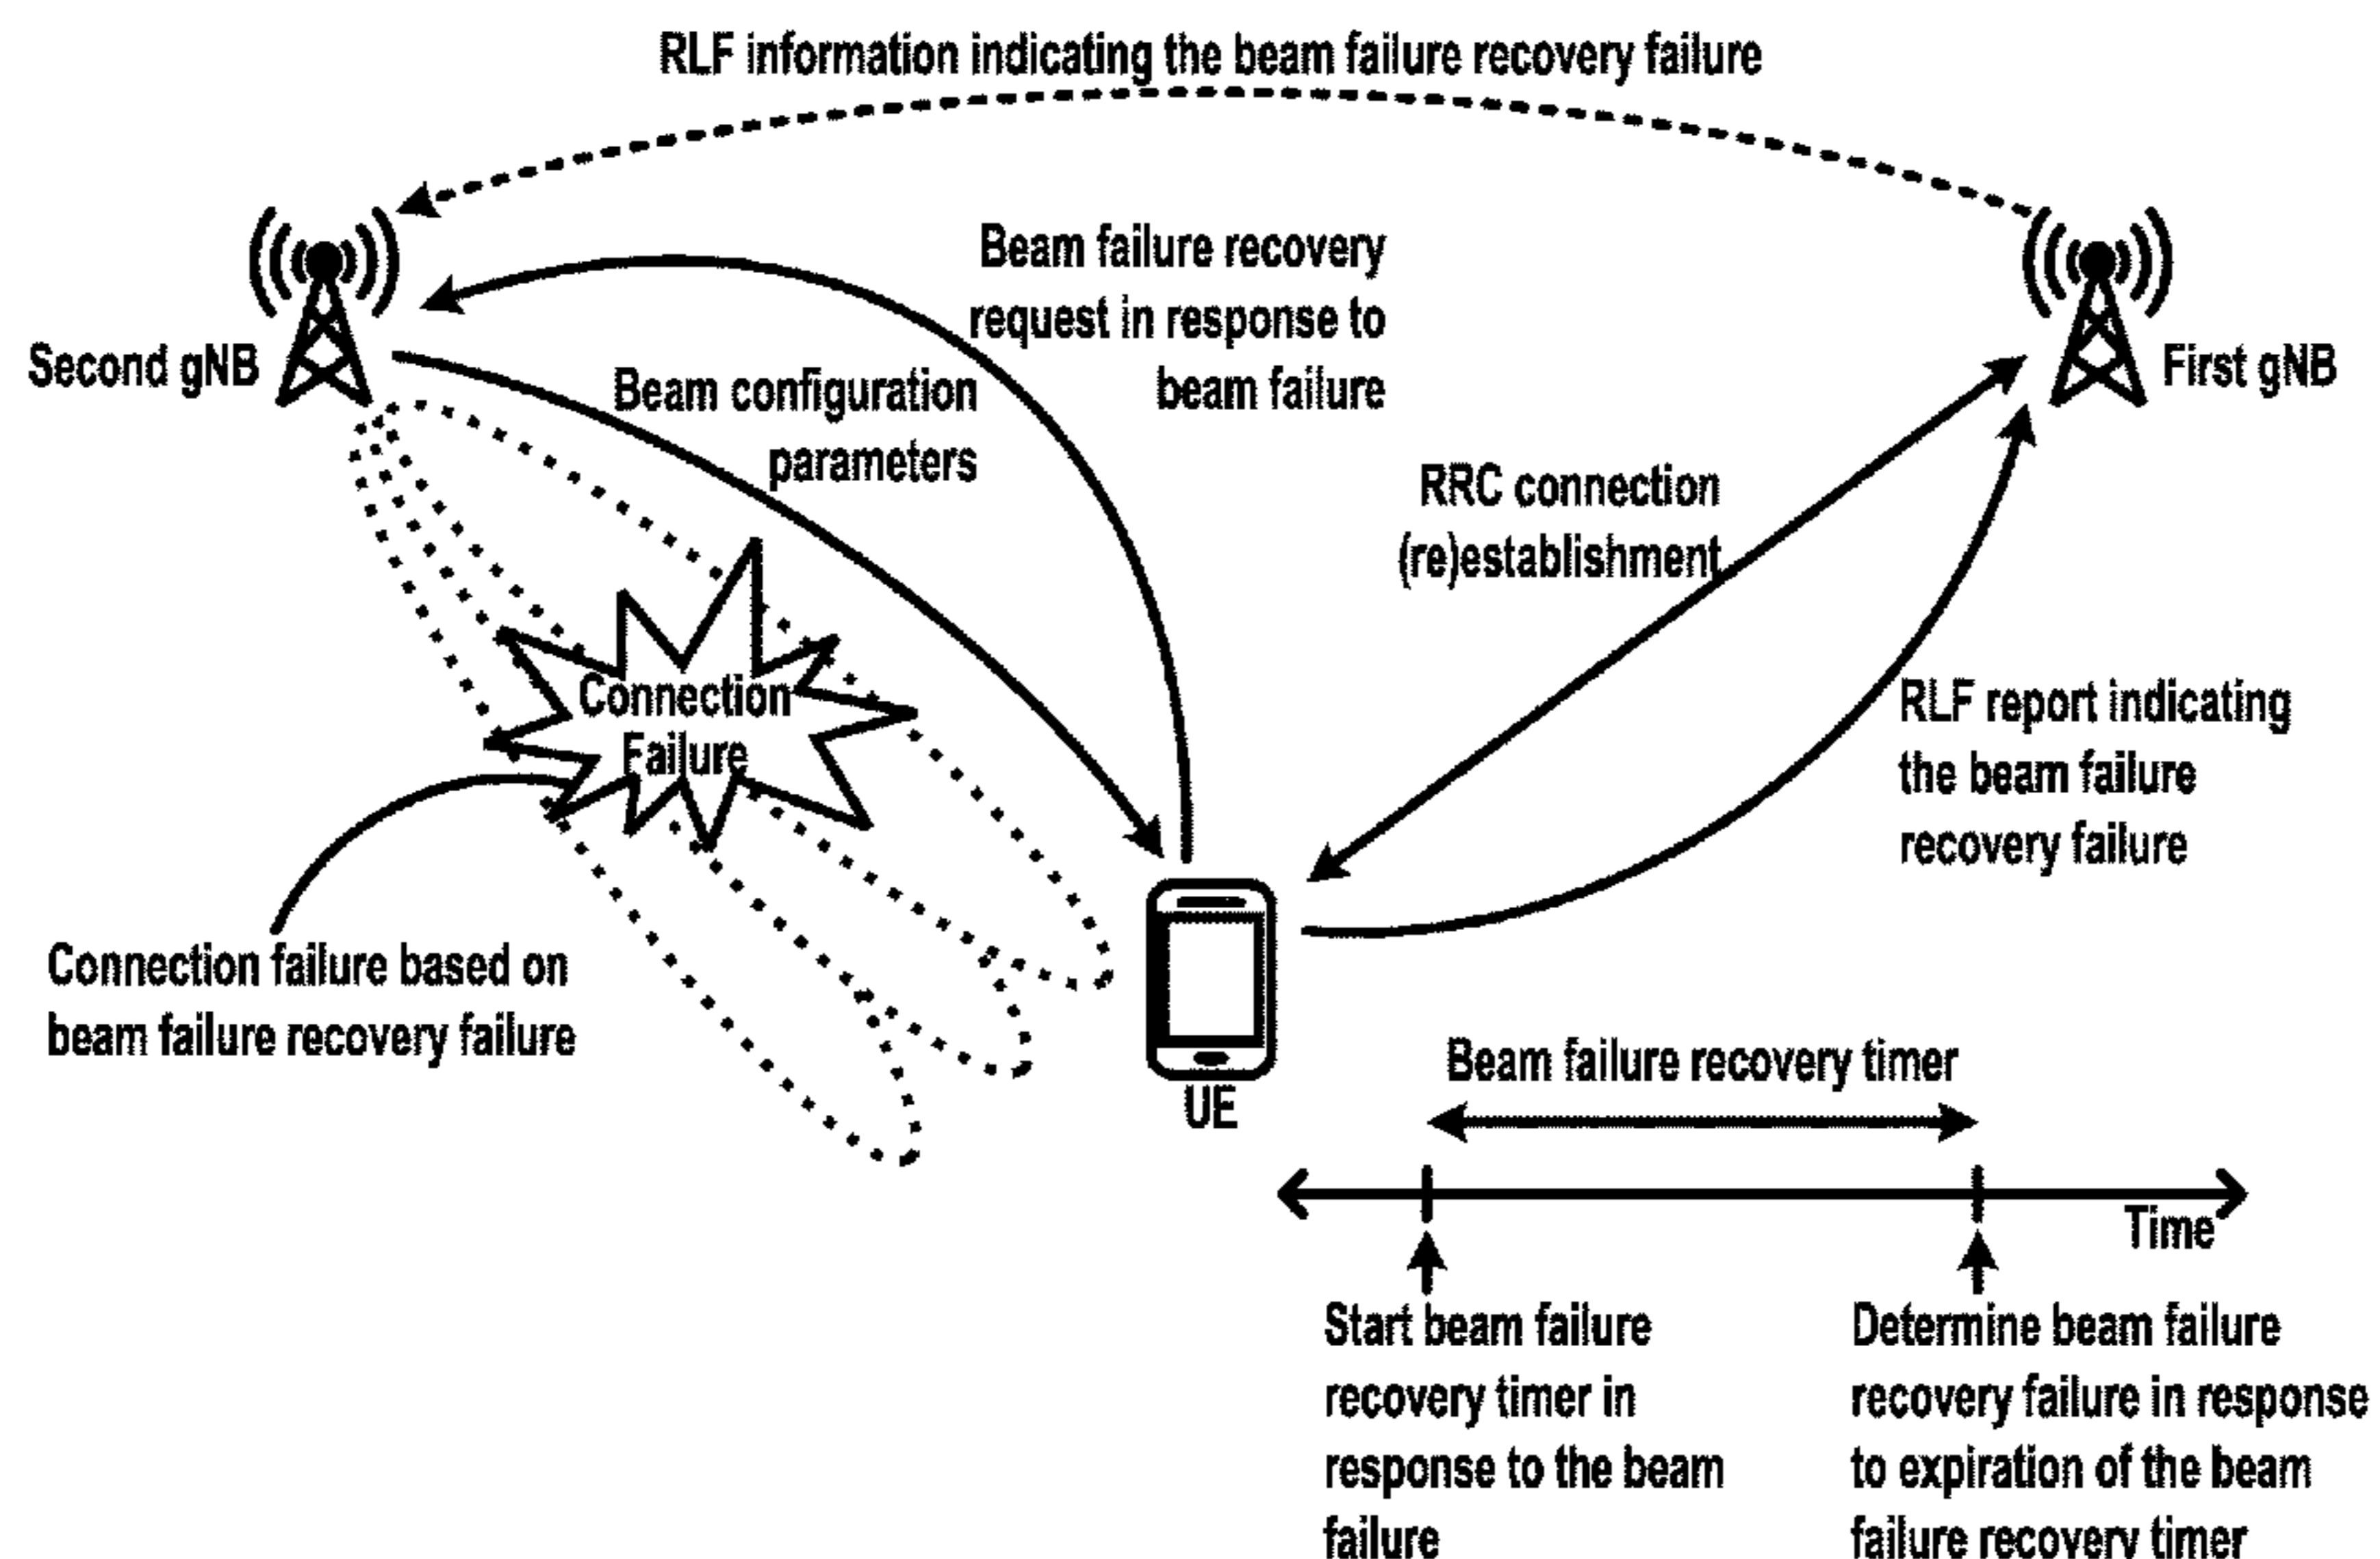 RLF information indicating the beam failure recovery failure
Beam failure recovery
request in response to
beam failure
Second gNB
First gNB
Beam configuration
parameters
RRC connection
(re)establishment
Connection
Failure
RLF report indicating
the beam failure
recovery failure
Connection failure based on
beam failure recovery failure
UE
Beam failure recovery timer
Time
Start beam failure
recovery timer in
response to the beam
failure
Determine beam failure
recovery failure in response
to expiration of the beam
failure recovery timer